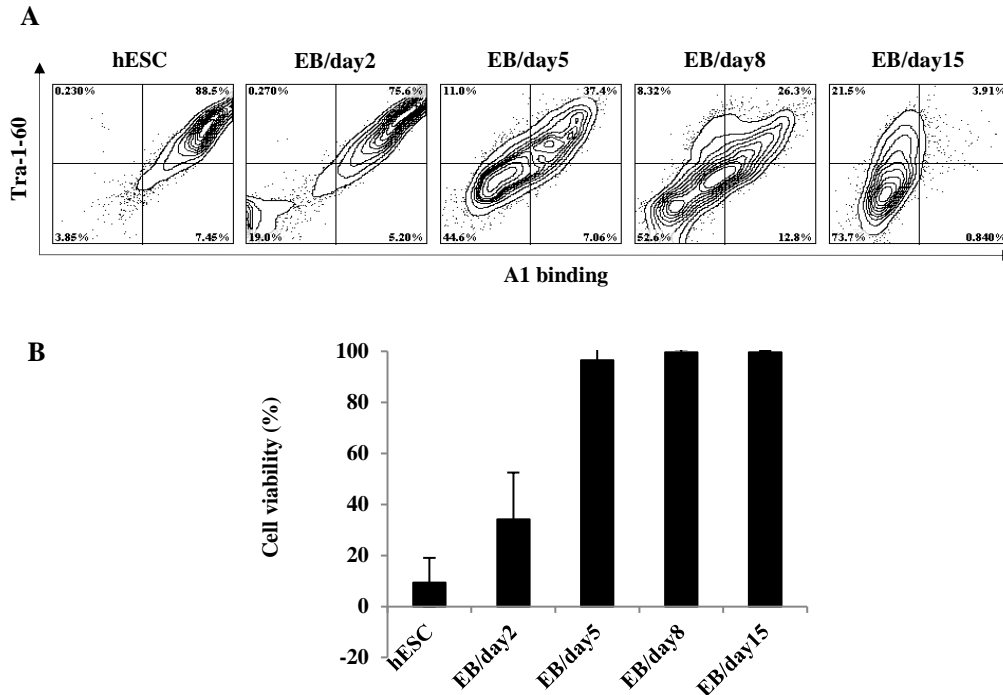 A
hESC
EB/day2
EB/day5
EB/day8
EB/day15
0.230%
88.5%
0.270%
75.6%
11.0%
37.4%
8.32%
26.3%
21.5%
3.91%
Tra-1-60
3.85%
7.45%
19.0%
5.20%
44.6%
7.06%
52.6%
12.8%
73.7%
0.840%
A1 binding
B
Cell viability (%)
100
80
60
40
20
0
-20
hESC
EB/day2
EB/day5
EB/day8
EB/day15